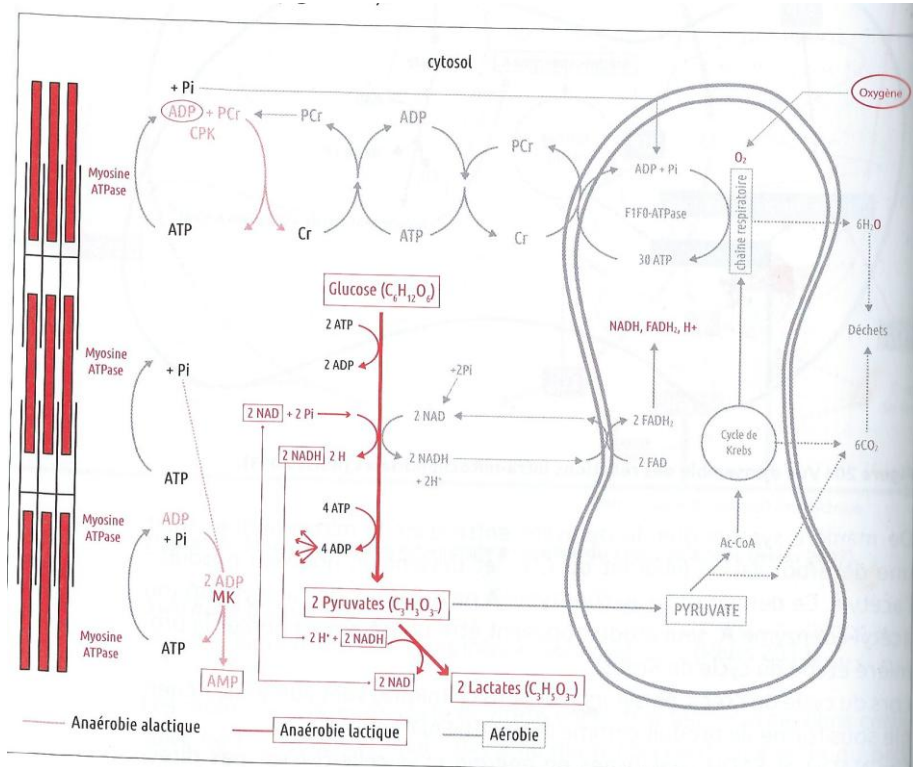 cytosol
+ Pi
Oxygène
ADP + PCr
CPK
PCr
ADP
PCr
Myosine
ATPase
ATP
Cr
ATP
Cr
ADP + Pi
O₂
F1F0-ATPase
30 ATP
chaîne respiratoire
6H₂O
Glucose (C₆H₁₂O₆)
2 ATP
2 ADP
NADH, FADH₂, H+
Déchets
Myosine
ATPase
+ Pi
ATP
+2Pi
2 NAD + 2 Pi
2 NAD
2 FADH₂
2 NADH 2 H
2 NADH
+ 2H⁺
2 FAD
Cycle de
Krebs
6CO₂
4 ATP
4 ADP
Myosine
ATPase
ADP
+ Pi
2 ADP
MK
Ac-CoA
2 Pyruvates (C₃H₃O₃⁻)
PYRUVATE
Myosine
ATPase
ATP
AMP
2 H⁺ + 2 NADH
2 NAD
2 Lactates (C₃H₅O₃⁻)
Anaérobie alactique
Anaérobie lactique
Aérobie